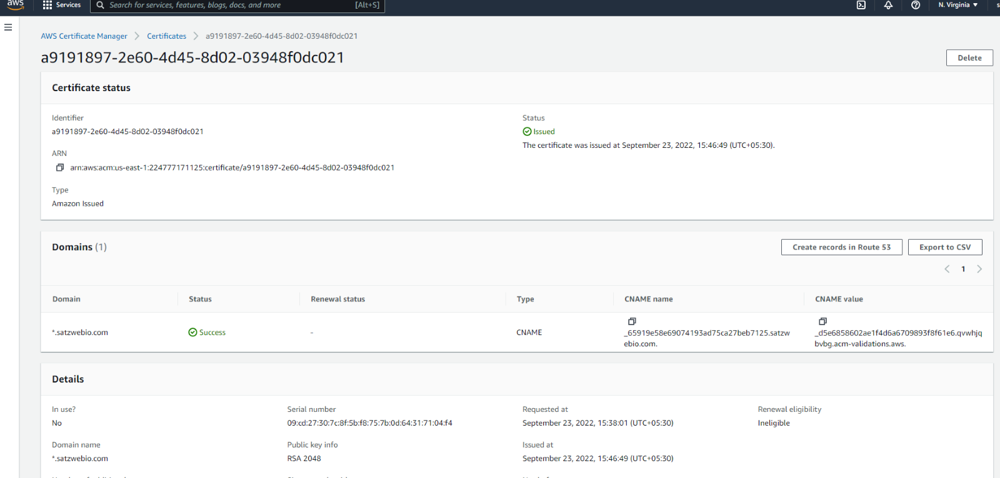 aws
Services
Search for services, features, blogs, docs, and more
[Alt+S]
N. Virginia
AWS Certificate Manager
Certificates
a9191897-2e60-4d45-8d02-03948f0dc021
a9191897-2e60-4d45-8d02-03948f0dc021
Delete
Certificate status
Identifier
a9191897-2e60-4d45-8d02-03948f0dc021
Status
Issued
The certificate was issued at September 23, 2022, 15:46:49 (UTC+05:30).
ARN
arn:aws:acm:us-east-1:224777171125:certificate/a9191897-2e60-4d45-8d02-03948f0dc021
Type
Amazon Issued
Domains (1)
Create records in Route 53
Export to CSV
1
Domain
Status
Renewal status
Type
CNAME name
CNAME value
*.satzwebio.com
Success
-
CNAME
_65919e58e69074193ad75ca27beb7125.satzw
ebio.com.
_d5e6858602ae1f4d6a6709893f8f61e6.qvwhjq
bvbg.acm-validations.aws.
Details
In use?
No
Serial number
09:cd:27:30:7c:8f:5b:f8:75:7b:0d:64:31:71:04:f4
Requested at
September 23, 2022, 15:38:01 (UTC+05:30)
Renewal eligibility
Ineligible
Domain name
*.satzwebio.com
Public key info
RSA 2048
Issued at
September 23, 2022, 15:46:49 (UTC+05:30)